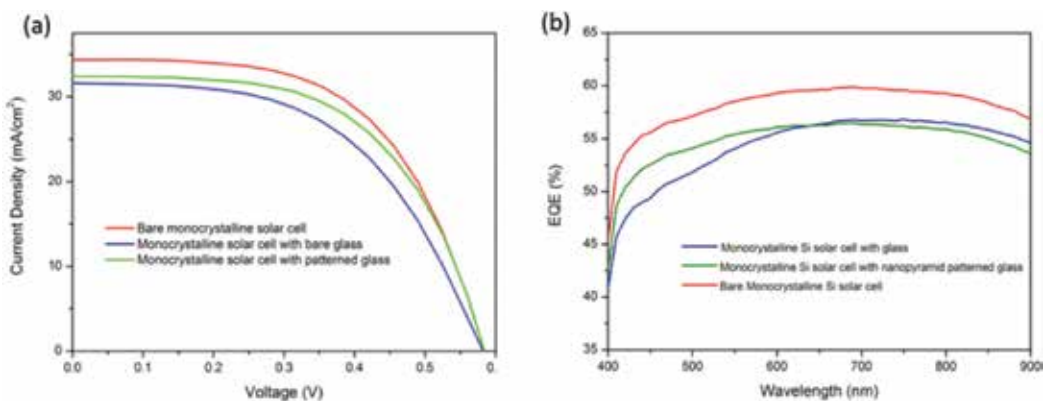 (a)
Current Density (mA/cm²)
30
20
10
0
Bare monocrystalline solar cell
Monocrystalline solar cell with bare glass
Monocrystalline solar cell with patterned glass
0.0 0.1 0.2 0.3 0.4 0.5 0.
Voltage (V)
(b)
EQE (%)
65
60
55
50
45
40
35
Monocrystalline Si solar cell with glass
Monocrystalline Si solar cell with nanopyramid patterned glass
Bare Monocrystalline Si solar cell
400 500 600 700 800 900
Wavelength (nm)